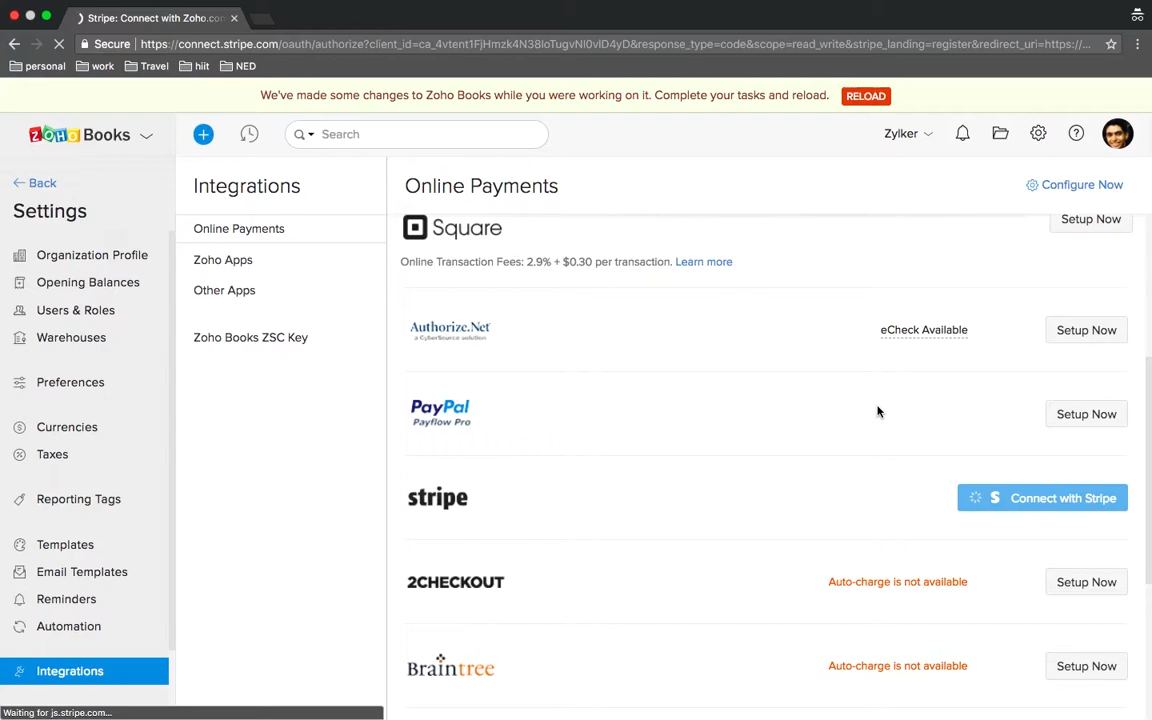 Stripe: Connect with Zoho.con
Secure https://connect.stripe.com/oauth/authorize?client_id=ca_4vtent1FjHmzk4N38loTugvNl0vID4yD&response_type=code&scope=read_write&stripe_landing=register&redirect_uri=https://...
personal work Travel hiit NED
We've made some changes to Zoho Books while you were working on it. Complete your tasks and reload. RELOAD
ZOHO Books
Search
Zylker
Back
Settings
Organization Profile
Opening Balances
Users & Roles
Warehouses
Preferences
Currencies
Taxes
Reporting Tags
Templates
Email Templates
Reminders
Automation
Integrations
Waiting for js.stripe.com...
Integrations
Online Payments
Zoho Apps
Other Apps
Zoho Books ZSC Key
Online Payments
Configure Now
Square
Setup Now
Online Transaction Fees: 2.9% + $0.30 per transaction. Learn more
Authorize.Net
a CyberSource solution
eCheck Available
Setup Now
PayPal
Payflow Pro
Setup Now
stripe
S Connect with Stripe
2CHECKOUT
Auto-charge is not available
Setup Now
Braintree
Auto-charge is not available
Setup Now